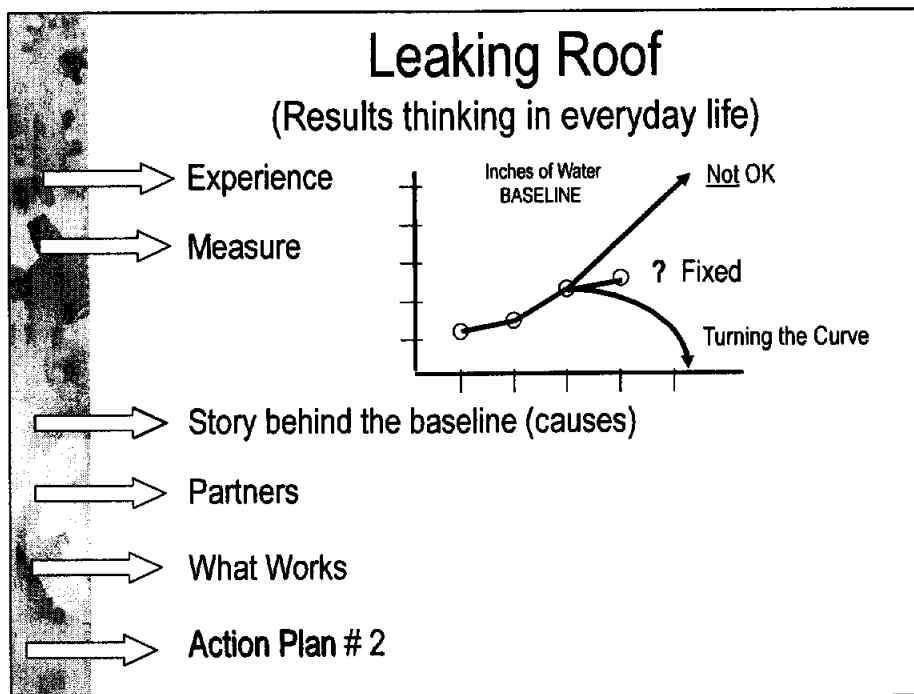 Leaking Roof
(Results thinking in everyday life)
Experience
Inches of Water
BASELINE
Not OK
Measure
? Fixed
Turning the Curve
Story behind the baseline (causes)
Partners
What Works
Action Plan # 2